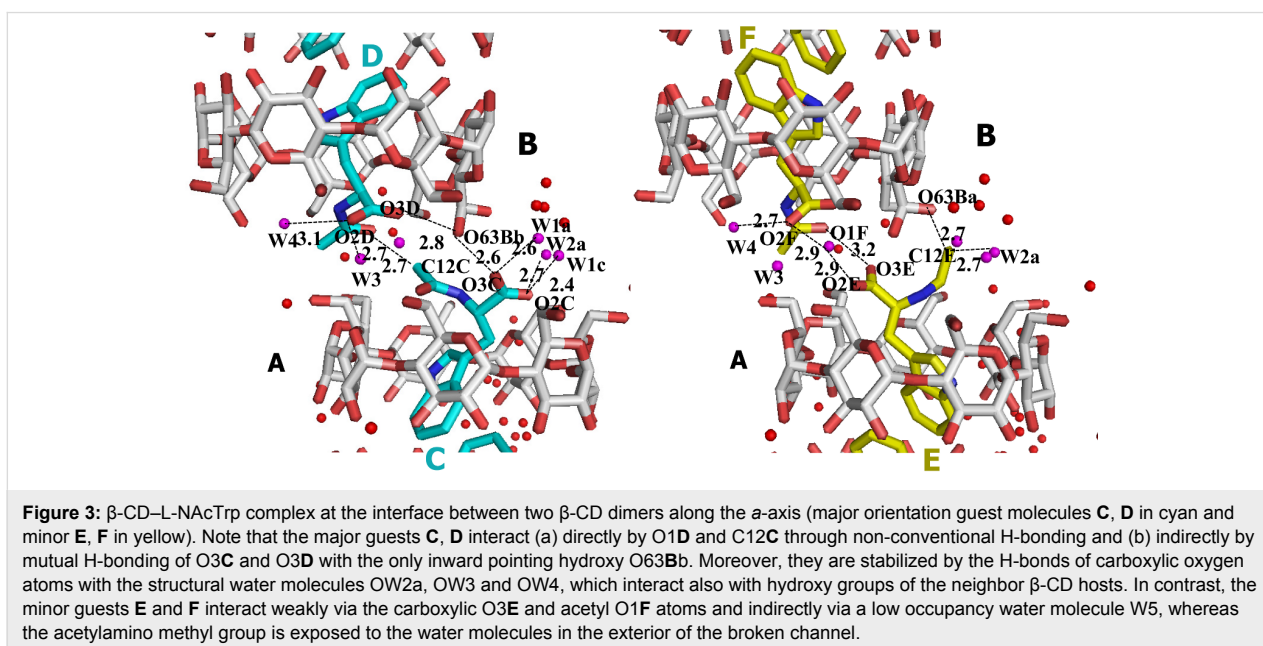 D
F
B
B
O3D
O63Bb
W1a
W2a
W1c
W4
3.1
O2D
2.7
2.7
2.8
2.6
2.6
W3
C12C
O3C
2.7
2.4
O2C
A
C
O63Ba
2.7
W4
O2F
O1F
3.2
2.7
C12E
W2a
2.7
W3
2.9
2.9
O3E
O2E
A
E
Figure 3: β-CD–L-NAcTrp complex at the interface between two β-CD dimers along the a-axis (major orientation guest molecules C, D in cyan and
minor E, F in yellow). Note that the major guests C, D interact (a) directly by O1D and C12C through non-conventional H-bonding and (b) indirectly by
mutual H-bonding of O3C and O3D with the only inward pointing hydroxy O63Bb. Moreover, they are stabilized by the H-bonds of carboxylic oxygen
atoms with the structural water molecules OW2a, OW3 and OW4, which interact also with hydroxy groups of the neighbor β-CD hosts. In contrast, the
minor guests E and F interact weakly via the carboxylic O3E and acetyl O1F atoms and indirectly via a low occupancy water molecule W5, whereas
the acetylamino methyl group is exposed to the water molecules in the exterior of the broken channel.